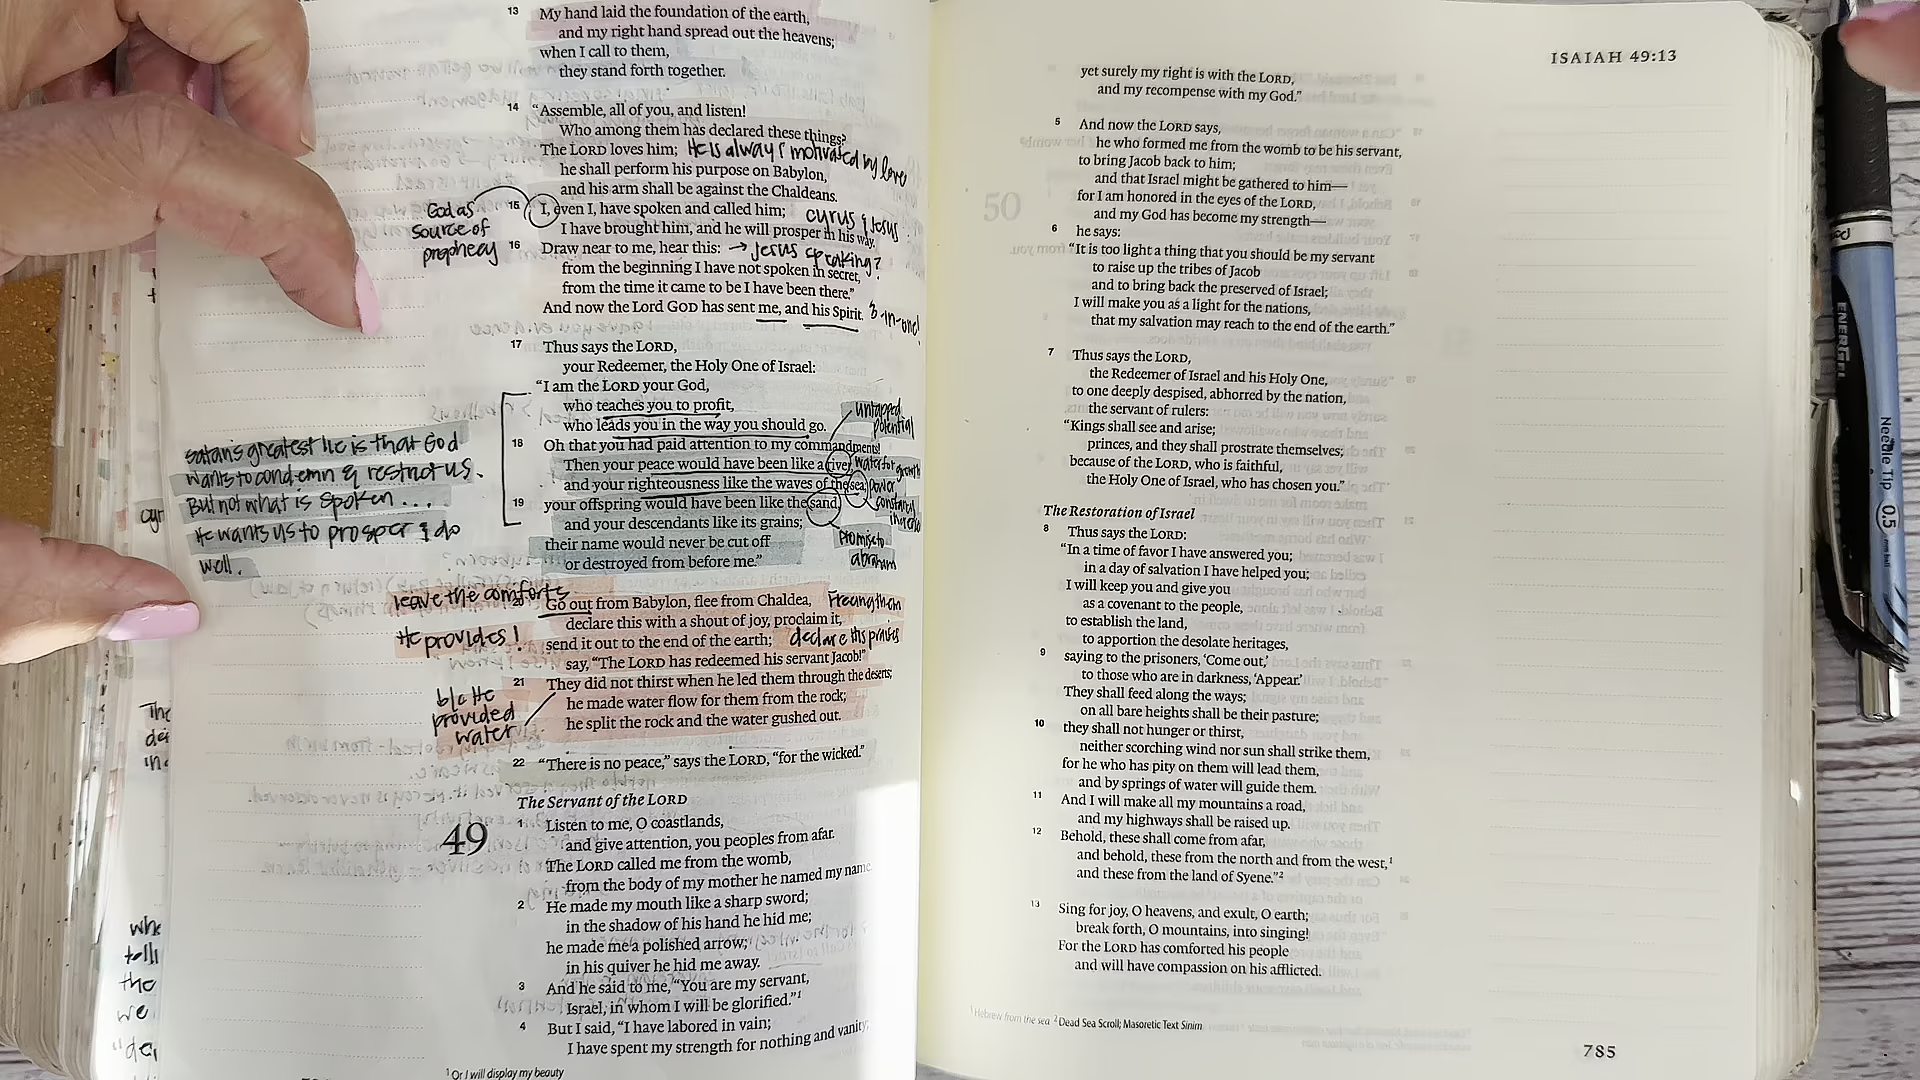 13 My hand laid the foundation of the earth,
and my right hand spread out the heavens;
when I call to them,
they stand forth together.
14 “Assemble, all of you, and listen!
Who among them has declared these things?
The LORD loves him; He is always motivated by love
he shall perform his purpose on Babylon,
and his arm shall be against the Chaldeans.
15 I, even I, have spoken and called him; cyrus & Jesus
I have brought him, and he will prosper in his way.
God as
source of
prophecy
16 Draw near to me, hear this: → Jesus speaking?
from the beginning I have not spoken in secret,
from the time it came to be I have been there.”
And now the Lord GOD has sent me, and his Spirit. 3-in-one!
17 Thus says the LORD,
your Redeemer, the Holy One of Israel:
“I am the LORD your God,
who teaches you to profit,
who leads you in the way you should go.
untapped
potential
18 Oh that you had paid attention to my commandments!
Then your peace would have been like a river, water for growth
and your righteousness like the waves of the sea; power
constantly
19 your offspring would have been like the sand,
and your descendants like its grains;
their name would never be cut off
or destroyed from before me.”
Promise to
abraham
satan's greatest lie is that God
wants to condemn & restrict us.
But not what is spoken...
He wants us to prosper & do
well.
leave the comforts
20 Go out from Babylon, flee from Chaldea, Freeing them
declare this with a shout of joy, proclaim it,
send it out to the end of the earth; declare His praises
say, “The LORD has redeemed his servant Jacob!”
He provides!
21 They did not thirst when he led them through the deserts;
he made water flow for them from the rock;
he split the rock and the water gushed out.
b/c He
provided
water
22 “There is no peace,” says the LORD, “for the wicked.”
The Servant of the LORD
49
1 Listen to me, O coastlands,
and give attention, you peoples from afar.
The LORD called me from the womb,
from the body of my mother he named my name.
2 He made my mouth like a sharp sword;
in the shadow of his hand he hid me;
he made me a polished arrow;
in his quiver he hid me away.
3 And he said to me, “You are my servant,
Israel, in whom I will be glorified.”1
4 But I said, “I have labored in vain;
I have spent my strength for nothing and vanity;
1 Or I will display my beauty
cyr
The
de
in
whe
telli
the
we
ISAIAH 49:13
yet surely my right is with the LORD,
and my recompense with my God.”
5 And now the LORD says,
he who formed me from the womb to be his servant,
to bring Jacob back to him;
and that Israel might be gathered to him—
for I am honored in the eyes of the LORD,
and my God has become my strength—
6 he says:
“It is too light a thing that you should be my servant
to raise up the tribes of Jacob
and to bring back the preserved of Israel;
I will make you as a light for the nations,
that my salvation may reach to the end of the earth.”
7 Thus says the LORD,
the Redeemer of Israel and his Holy One,
to one deeply despised, abhorred by the nation,
the servant of rulers:
“Kings shall see and arise;
princes, and they shall prostrate themselves;
because of the LORD, who is faithful,
the Holy One of Israel, who has chosen you.”
The Restoration of Israel
8 Thus says the LORD:
“In a time of favor I have answered you;
in a day of salvation I have helped you;
I will keep you and give you
as a covenant to the people,
to establish the land,
to apportion the desolate heritages,
9 saying to the prisoners, ‘Come out,’
to those who are in darkness, ‘Appear.’
They shall feed along the ways;
on all bare heights shall be their pasture;
10 they shall not hunger or thirst,
neither scorching wind nor sun shall strike them,
for he who has pity on them will lead them,
and by springs of water will guide them.
11 And I will make all my mountains a road,
and my highways shall be raised up.
12 Behold, these shall come from afar,
and behold, these from the north and from the west,1
and these from the land of Syene.”2
13 Sing for joy, O heavens, and exult, O earth;
break forth, O mountains, into singing!
For the LORD has comforted his people
and will have compassion on his afflicted.
1 Hebrew from the sea 2 Dead Sea Scroll; Masoretic Text Sinim
785
ENERGEL
Needle Tip 0.5